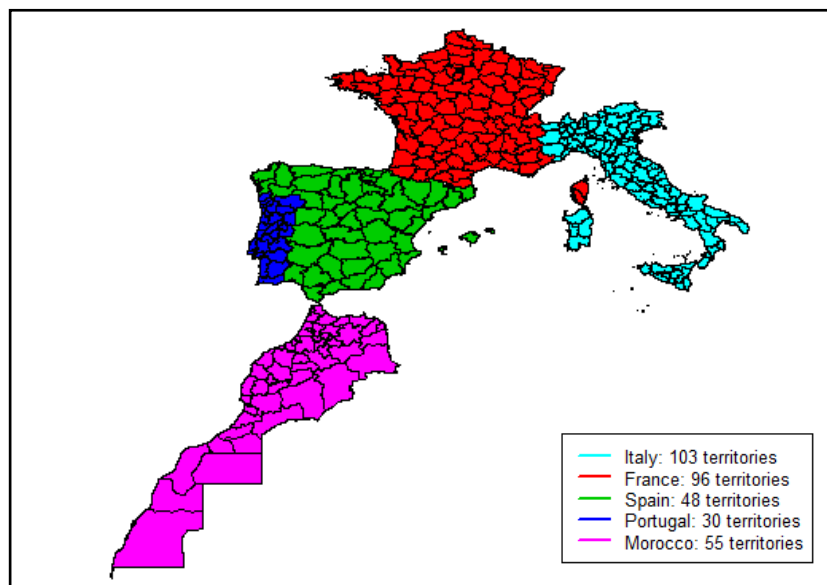 Italy: 103 territories
France: 96 territories
Spain: 48 territories
Portugal: 30 territories
Morocco: 55 territories